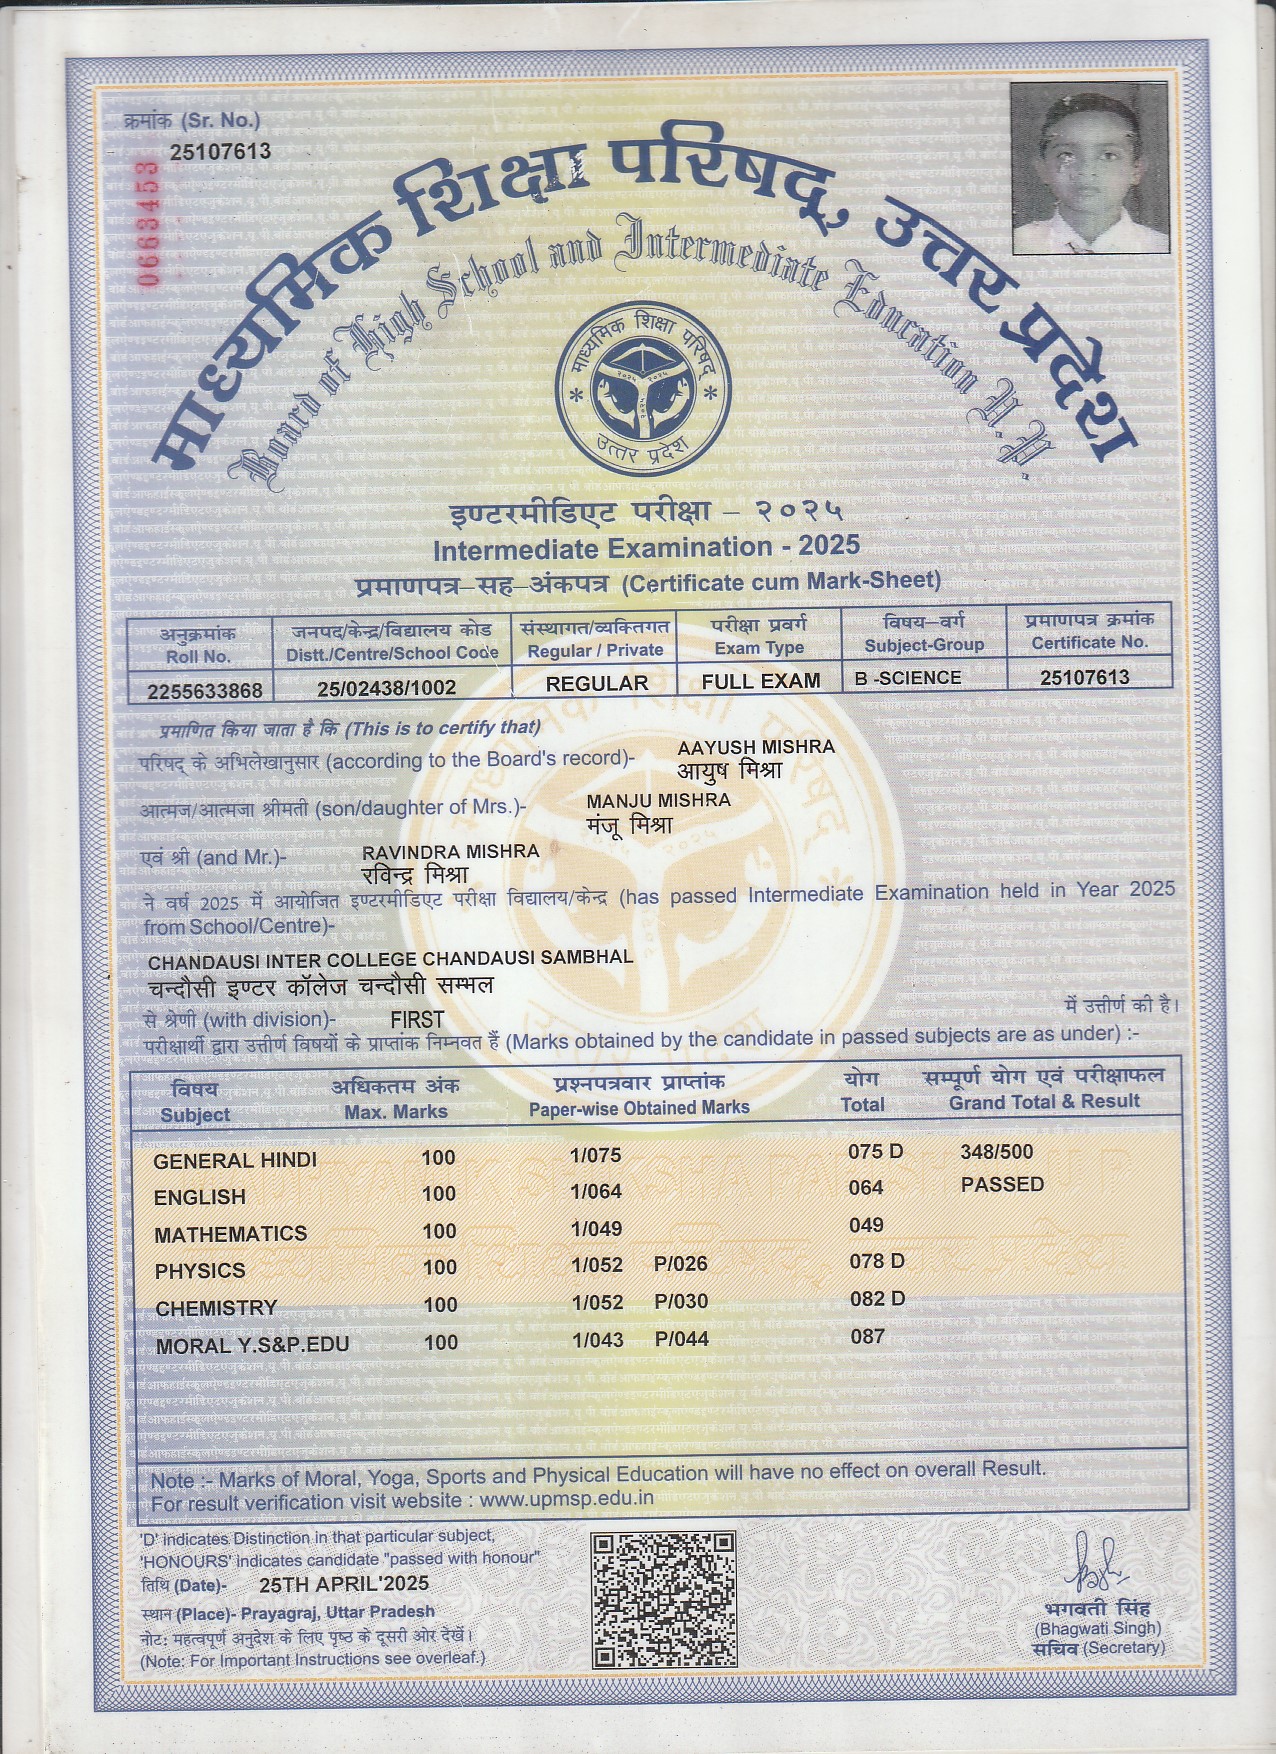 क्रमांक (Sr. No.)
25107613
0663453
माध्यमिक शिक्षा परिषद्, उत्तर प्रदेश
Board of High School and Intermediate Education U.P.
माध्यमिक शिक्षा परिषद्
२०२५ २०२५
२०२५
उत्तर प्रदेश
इण्टरमीडिएट परीक्षा – २०२५
Intermediate Examination - 2025
प्रमाणपत्र–सह–अंकपत्र (Certificate cum Mark-Sheet)
अनुक्रमांक जनपद/केन्द्र/विद्यालय कोड संस्थागत/व्यक्तिगत परीक्षा प्रवर्ग विषय–वर्ग प्रमाणपत्र क्रमांक
Roll No. Distt./Centre/School Code Regular / Private Exam Type Subject-Group Certificate No.
2255633868 25/02438/1002 REGULAR FULL EXAM B -SCIENCE 25107613
प्रमाणित किया जाता है कि (This is to certify that)
AAYUSH MISHRA
परिषद् के अभिलेखानुसार (according to the Board's record)- आयुष मिश्रा
आत्मज/आत्मजा श्रीमती (son/daughter of Mrs.)- MANJU MISHRA
मंजू मिश्रा
एवं श्री (and Mr.)- RAVINDRA MISHRA
रविन्द्र मिश्रा
ने वर्ष 2025 में आयोजित इण्टरमीडिएट परीक्षा विद्यालय/केन्द्र (has passed Intermediate Examination held in Year 2025
from School/Centre)-
CHANDAUSI INTER COLLEGE CHANDAUSI SAMBHAL
चन्दौसी इण्टर कॉलेज चन्दौसी सम्भल
में उत्तीर्ण की है।
से श्रेणी (with division)- FIRST
परीक्षार्थी द्वारा उत्तीर्ण विषयों के प्राप्तांक निम्नवत हैं (Marks obtained by the candidate in passed subjects are as under) :-
विषय अधिकतम अंक प्रश्नपत्रवार प्राप्तांक योग सम्पूर्ण योग एवं परीक्षाफल
Subject Max. Marks Paper-wise Obtained Marks Total Grand Total & Result
GENERAL HINDI 100 1/075 075 D 348/500
ENGLISH 100 1/064 064 PASSED
MATHEMATICS 100 1/049 049
PHYSICS 100 1/052 P/026 078 D
CHEMISTRY 100 1/052 P/030 082 D
MORAL Y.S&P.EDU 100 1/043 P/044 087
Note :- Marks of Moral, Yoga, Sports and Physical Education will have no effect on overall Result.
For result verification visit website : www.upmsp.edu.in
'D' indicates Distinction in that particular subject,
'HONOURS' indicates candidate "passed with honour"
तिथि (Date)- 25TH APRIL'2025
स्थान (Place)- Prayagraj, Uttar Pradesh
नोट: महत्वपूर्ण अनुदेश के लिए पृष्ठ के दूसरी ओर देखें।
(Note: For Important Instructions see overleaf.)
भगवती सिंह
(Bhagwati Singh)
सचिव (Secretary)